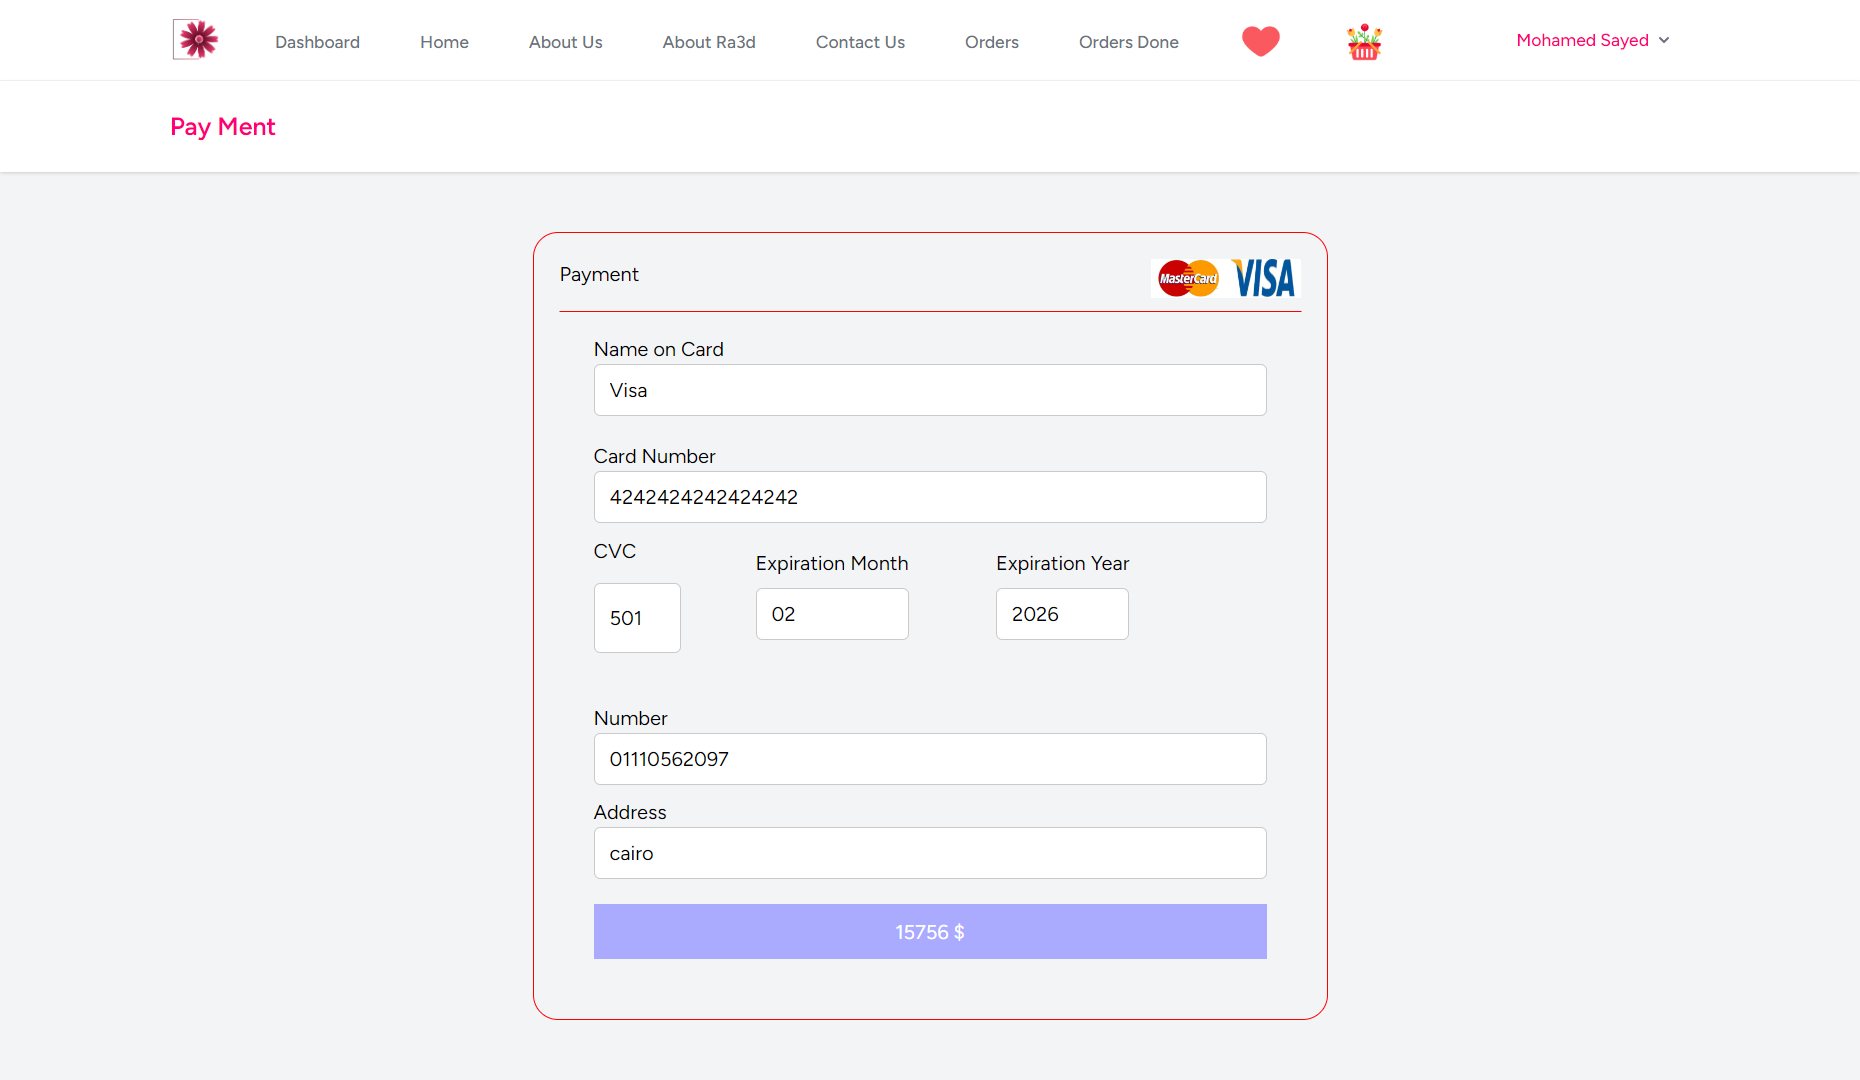 Dashboard Home About Us About Ra3d Contact Us Orders Orders Done Mohamed Sayed
Pay Ment
Payment MasterCard VISA
Name on Card
Visa
Card Number
4242424242424242
CVC Expiration Month Expiration Year
501 02 2026
Number
01110562097
Address
cairo
15756 $